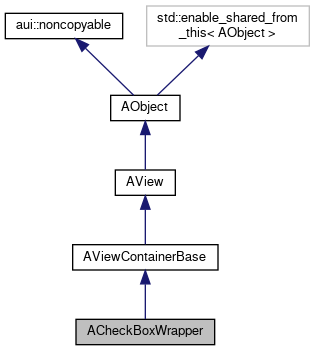 aui::noncopyable
std::enable_shared_from
_this< AObject >
AObject
AView
AViewContainerBase
ACheckBoxWrapper